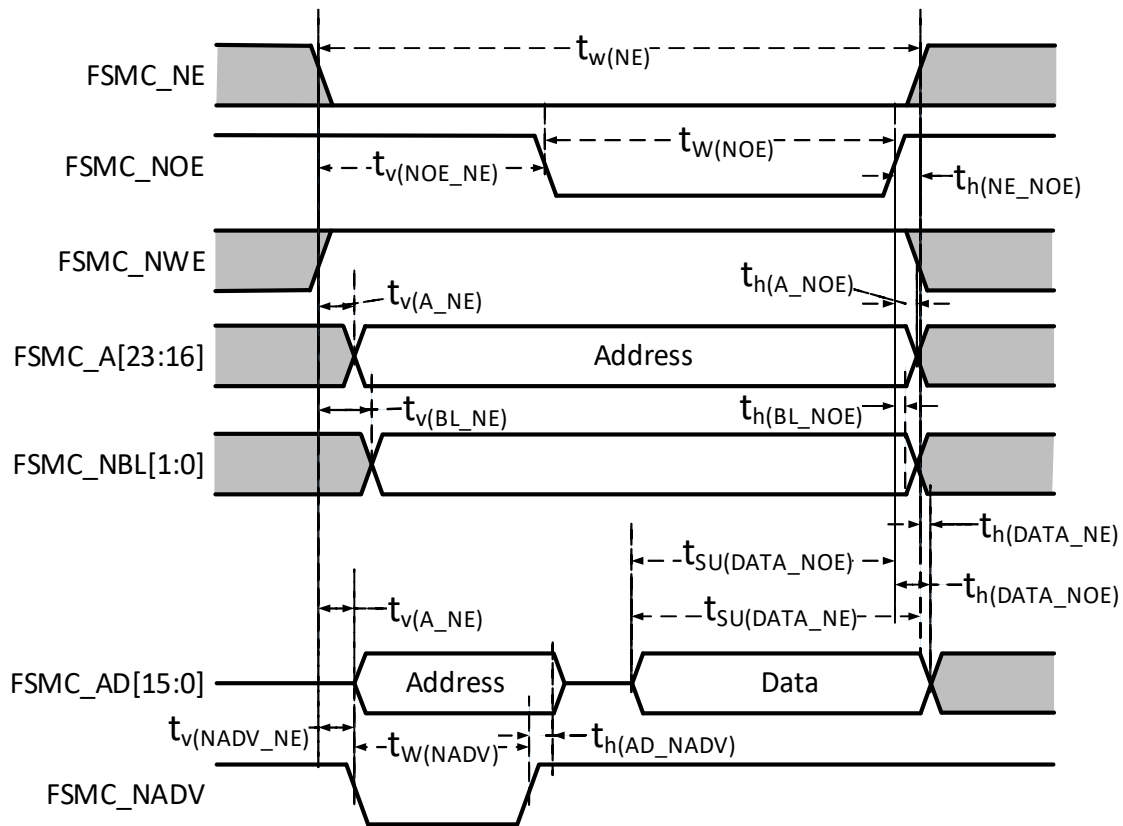 t_w(NE)
FSMC_NE
t_W(NOE)
FSMC_NOE
t_v(NOE_NE)
t_h(NE_NOE)
FSMC_NWE
t_h(A_NOE)
t_v(A_NE)
FSMC_A[23:16]
Address
t_v(BL_NE)
t_h(BL_NOE)
FSMC_NBL[1:0]
t_h(DATA_NE)
t_SU(DATA_NOE)
t_h(DATA_NOE)
t_v(A_NE)
t_SU(DATA_NE)
FSMC_AD[15:0]
Address
Data
t_v(NADV_NE)
t_W(NADV)
t_h(AD_NADV)
FSMC_NADV